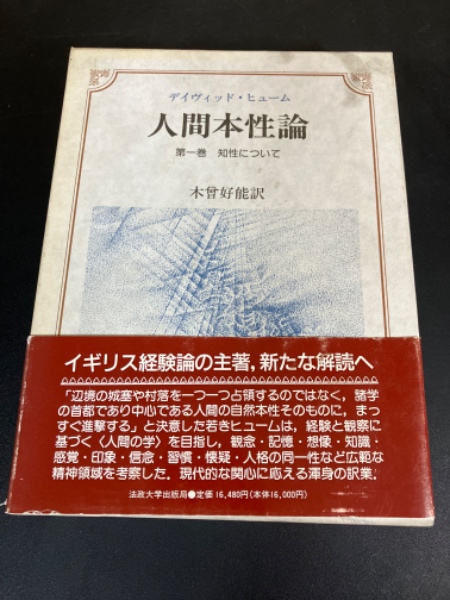 デイヴィッド・ヒューム
人間本性論
第一巻　知性について
木曾好能訳
イギリス経験論の主著，新たな解読へ
「辺境の城塞や村落を一つ一つ占領するのではなく，諸学
の首都であり中心である人間の自然本性そのものに，まっ
すぐ進撃する」と決意した若きヒュームは，経験と観察に
基づく〈人間の学〉を目指し，観念・記憶・想像・知識・
感覚・印象・信念・習慣・懐疑・人格の同一性など広範な
精神領域を考察した。現代的な関心に応える渾身の訳業。
法政大学出版局●定価 16,480円(本体16,000円)